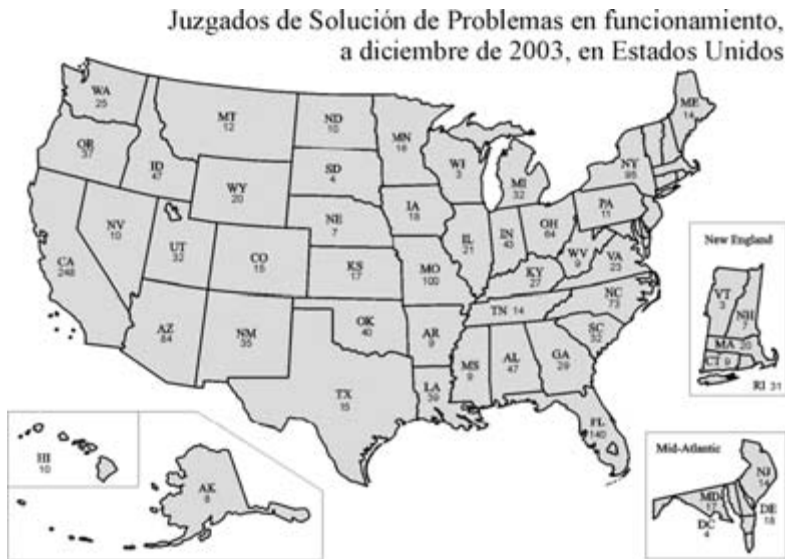 Juzgados de Solución de Problemas en funcionamiento,
a diciembre de 2003, en Estados Unidos
WA
25
MT
12
ND
10
MN
18
ME
14
OR
37
ID
47
SD
4
WI
3
MI
32
NY
95
WY
20
IA
18
PA
11
NV
10
NE
7
IL
21
IN
43
OH
64
UT
32
CO
15
CA
248
KS
17
MO
100
WV
9
VA
23
KY
27
NC
73
AZ
84
NM
35
OK
40
AR
9
TN 14
SC
32
MS
9
AL
47
GA
29
TX
15
LA
39
FL
140
HI
10
AK
8
New England
VT
3
NH
7
MA 20
CT 9
RI 31
Mid-Atlantic
NJ
14
MD
17
DE
18
DC
4